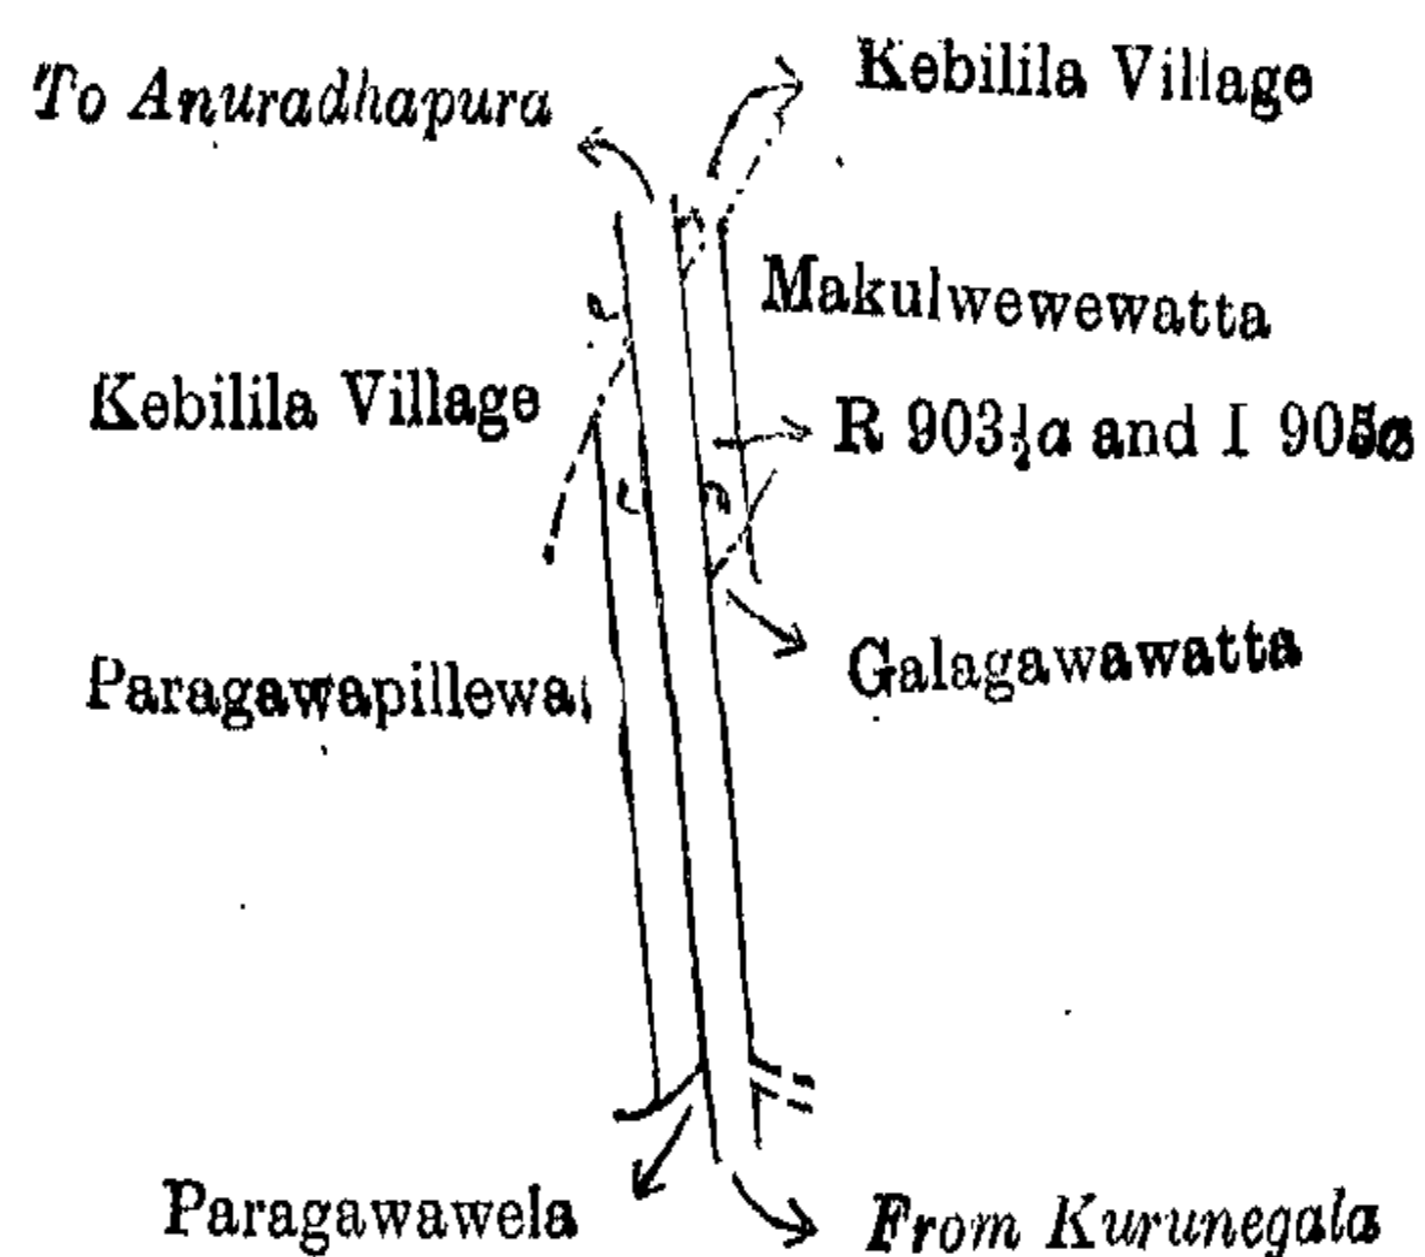 To Anuradhapura
Kebilila Village
Makulwewewatta
Kebilila Village
R 903½a and I 905a
Paragawapillewa
Galagawawatta
Paragawawela
From Kurunegala